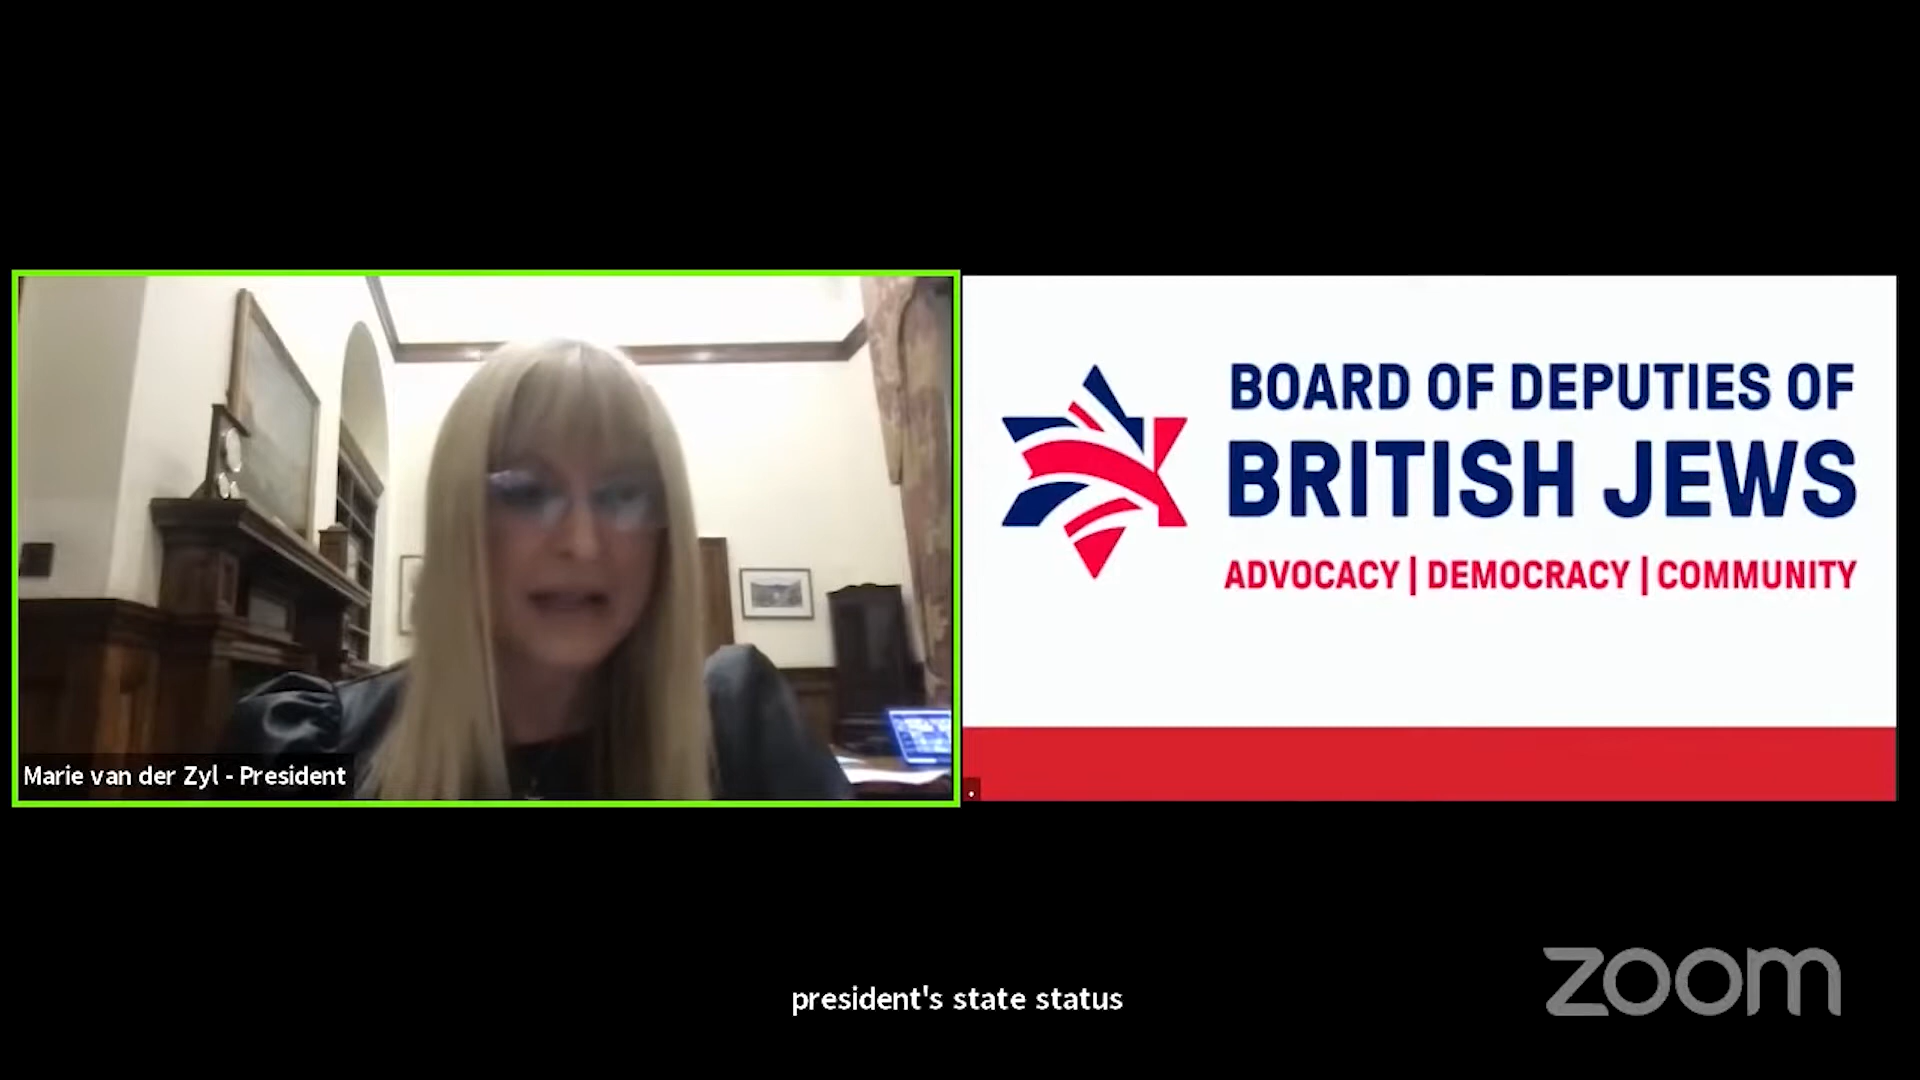 BOARD OF DEPUTIES OF
BRITISH JEWS
ADVOCACY | DEMOCRACY | COMMUNITY
Marie van der Zyl - President
.
president's state status
zoom